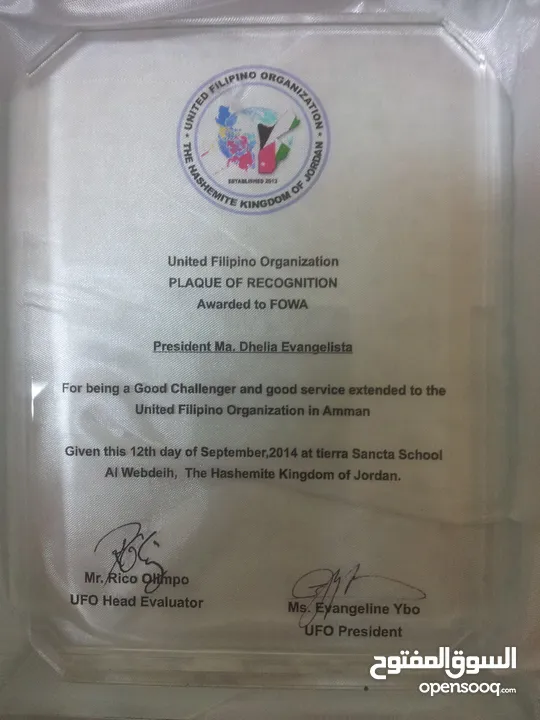 UNITED FILIPINO ORGANIZATION
THE HASHEMITE KINGDOM OF JORDAN
ESTABLISHED 2012
United Filipino Organization
PLAQUE OF RECOGNITION
Awarded to FOWA
President Ma. Dhelia Evangelista
For being a Good Challenger and good service extended to the
United Filipino Organization in Amman
Given this 12th day of September,2014 at tierra Sancta School
Al Webdeih, The Hashemite Kingdom of Jordan.
Mr. Rico Olimpo
UFO Head Evaluator
Ms. Evangeline Ybo
UFO President
السوق المفتوح
opensooq.com